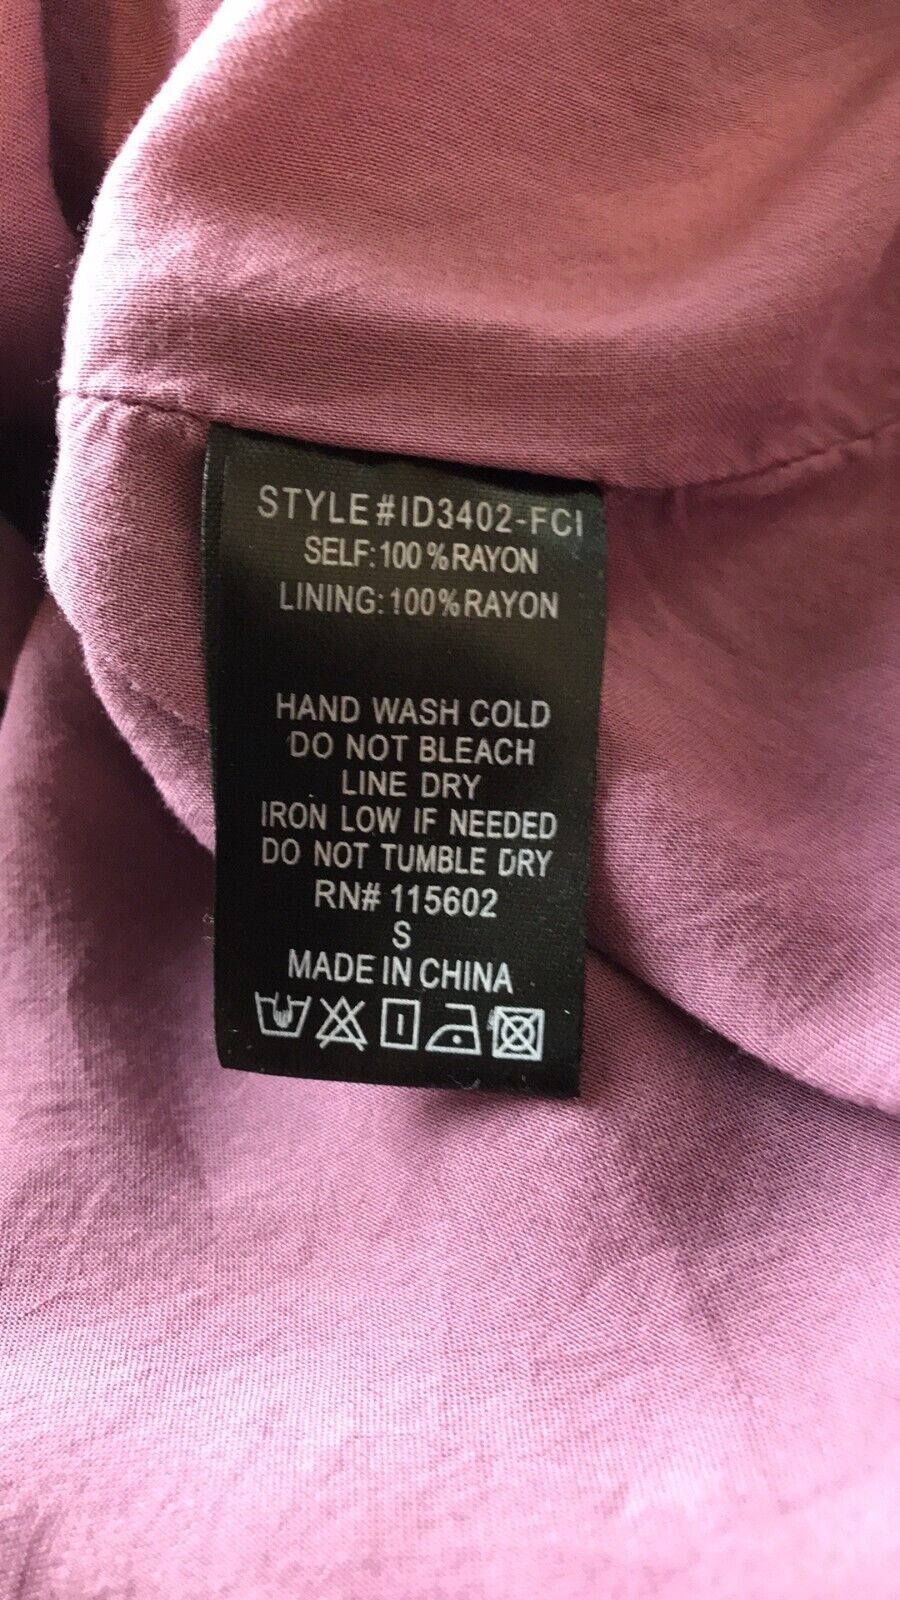 STYLE#ID3402-FCI
SELF:100%RAYON
LINING:100%RAYON
HAND WASH COLD
DO NOT BLEACH
LINE DRY
IRON LOW IF NEEDED
DO NOT TUMBLE DRY
RN# 115602
S
MADE IN CHINA